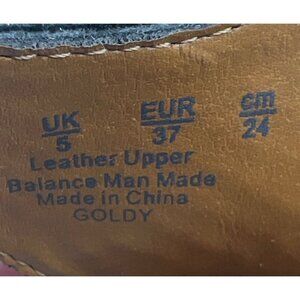 UK EUR cm
5 37 24
Leather Upper
Balance Man Made
Made in China
GOLDY